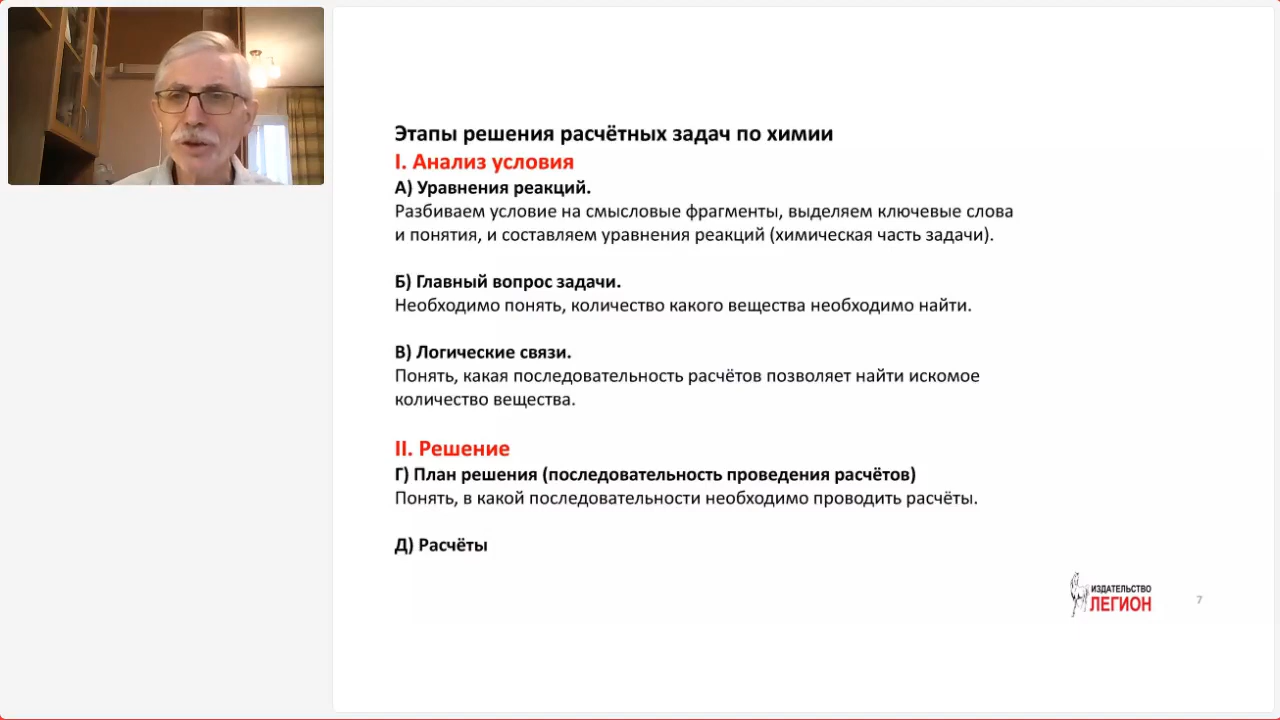 Этапы решения расчётных задач по химии
I. Анализ условия
А) Уравнения реакций.
Разбиваем условие на смысловые фрагменты, выделяем ключевые слова
и понятия, и составляем уравнения реакций (химическая часть задачи).
Б) Главный вопрос задачи.
Необходимо понять, количество какого вещества необходимо найти.
В) Логические связи.
Понять, какая последовательность расчётов позволяет найти искомое
количество вещества.
II. Решение
Г) План решения (последовательность проведения расчётов)
Понять, в какой последовательности необходимо проводить расчёты.
Д) Расчёты
ИЗДАТЕЛЬСТВО
ЛЕГИОН
7